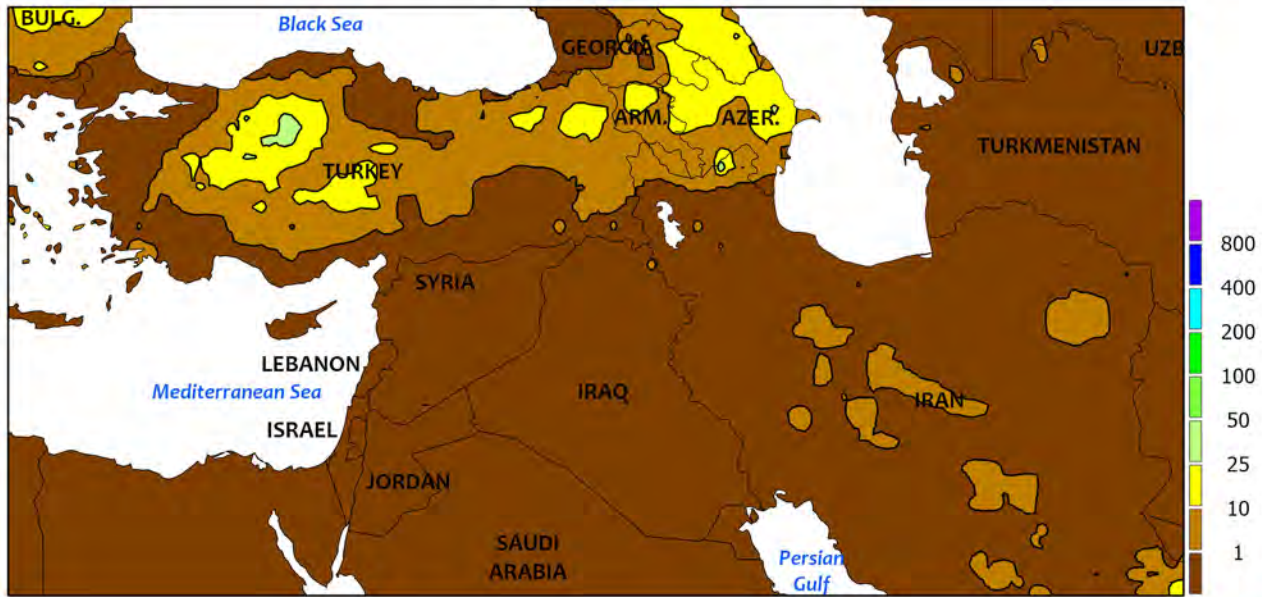 BULG.
Black Sea
GEORGIA
UZB
ARM.
AZER.
TURKMENISTAN
TURKEY
SYRIA
LEBANON
Mediterranean Sea
IRAQ
IRAN
ISRAEL
JORDAN
SAUDI
ARABIA
Persian
Gulf
800
400
200
100
50
25
10
1